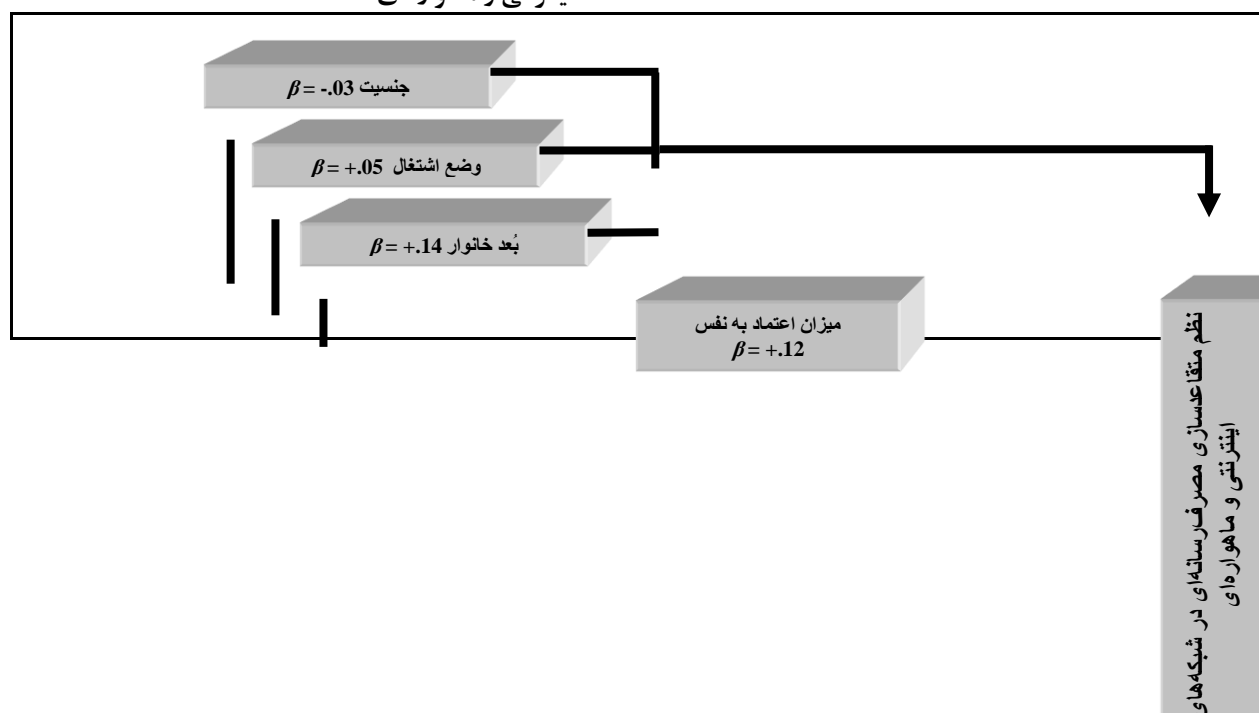 جنسیت β = -.03
وضع اشتغال β = +.05
بُعد خانوار β = +.14
میزان اعتماد به نفس
β = +.12
نظم متقاعدسازی مصرف‌رسانه‌ای در شبکه‌های
اینترنتی و ماهواره‌ای